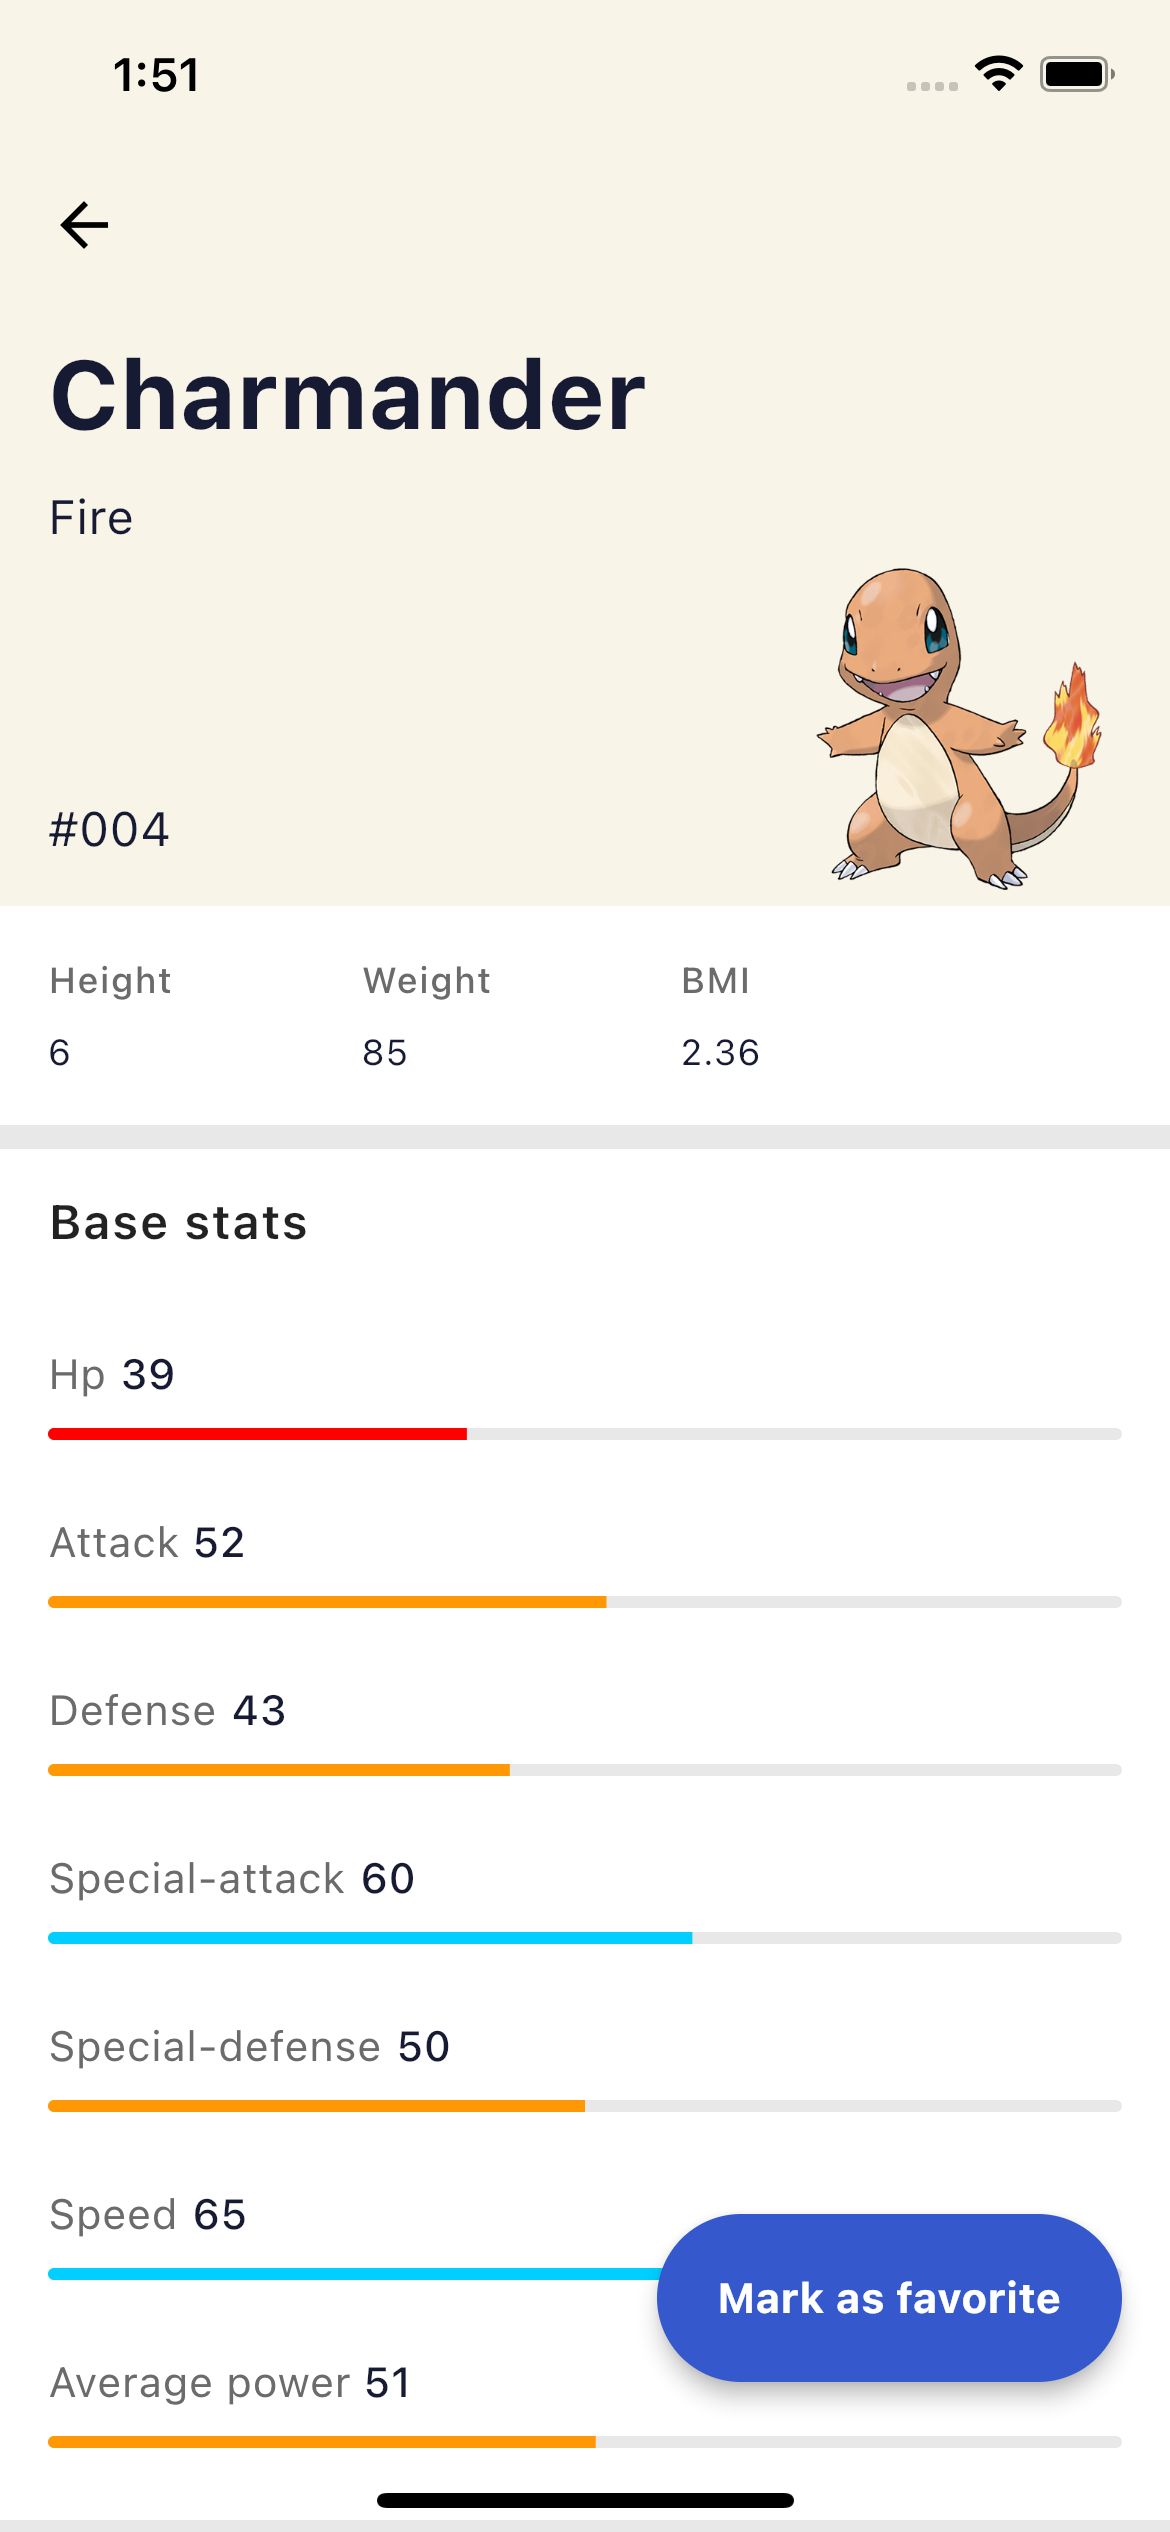 1:51
Charmander
Fire
#004
Height Weight BMI
6 85 2.36
Base stats
Hp 39
Attack 52
Defense 43
Special-attack 60
Special-defense 50
Speed 65
Mark as favorite
Average power 51